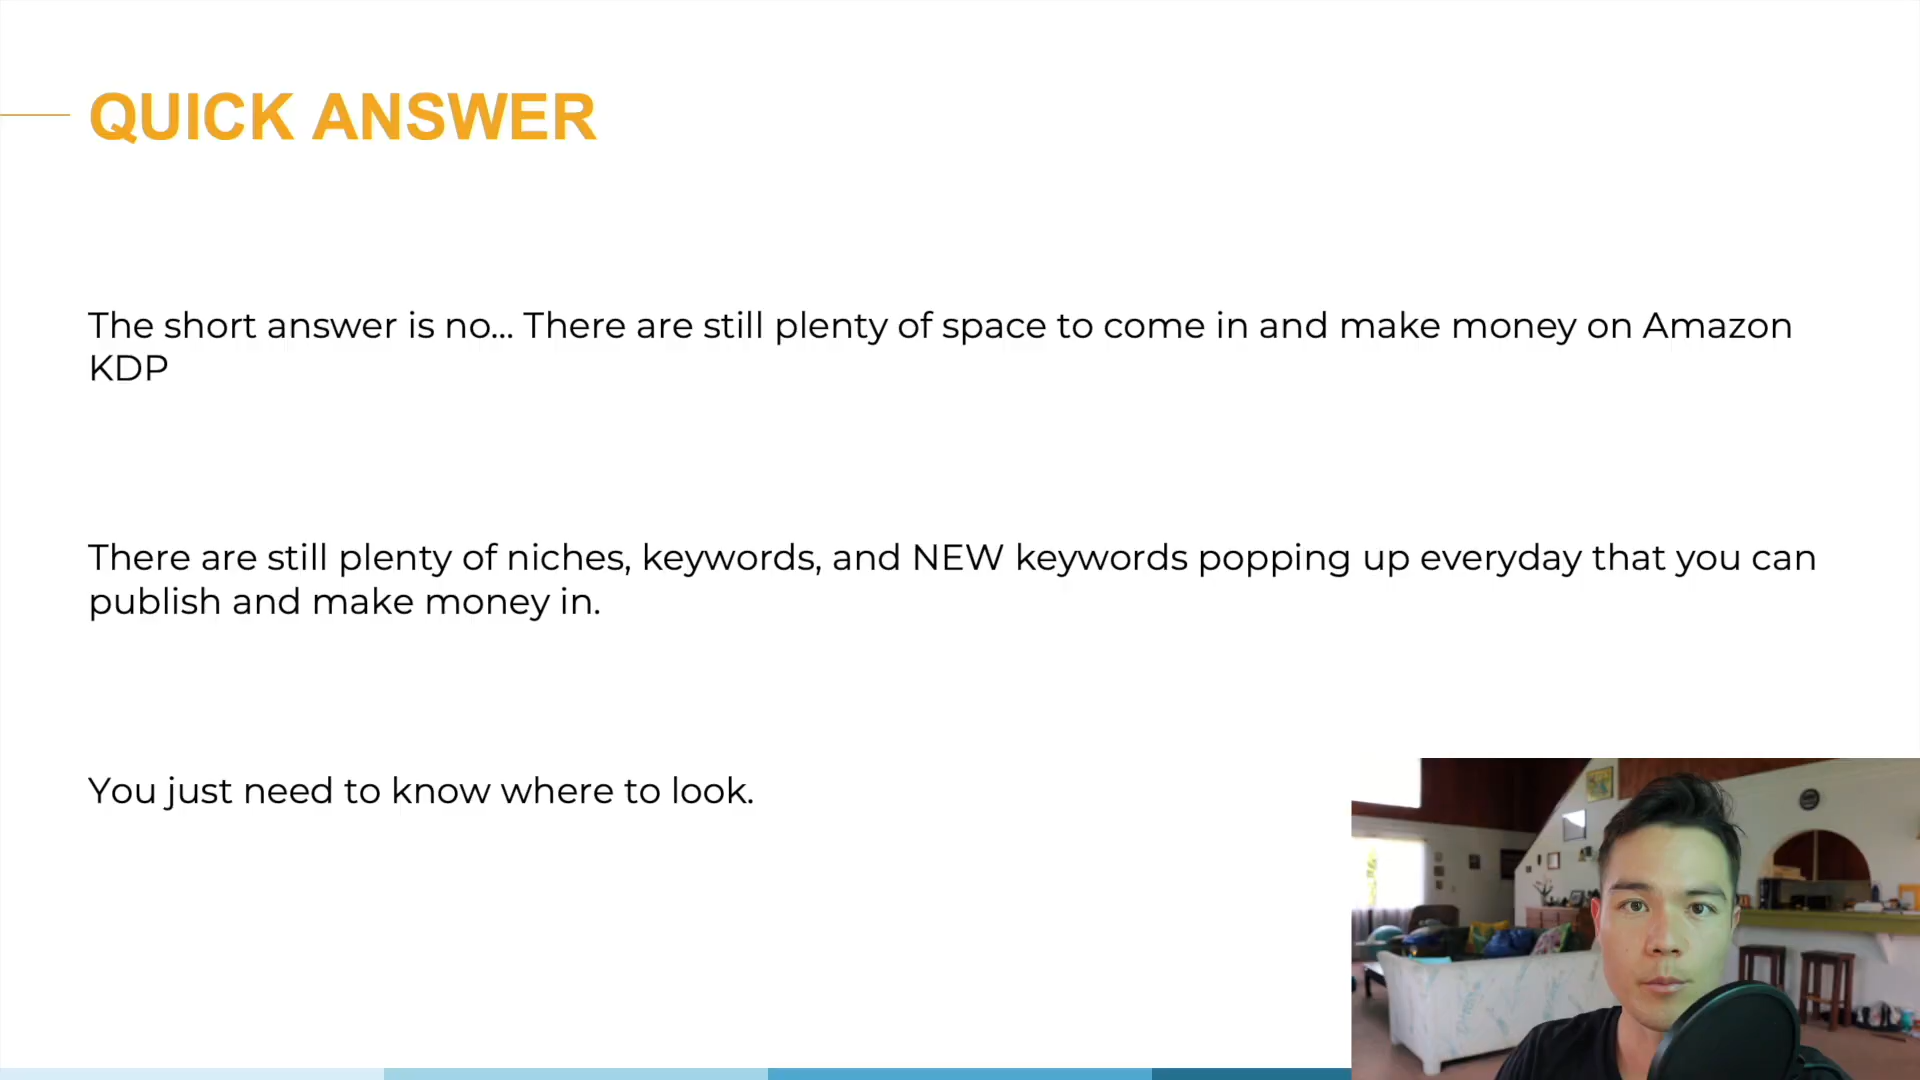 QUICK ANSWER
The short answer is no... There are still plenty of space to come in and make money on Amazon
KDP
There are still plenty of niches, keywords, and NEW keywords popping up everyday that you can
publish and make money in.
You just need to know where to look.